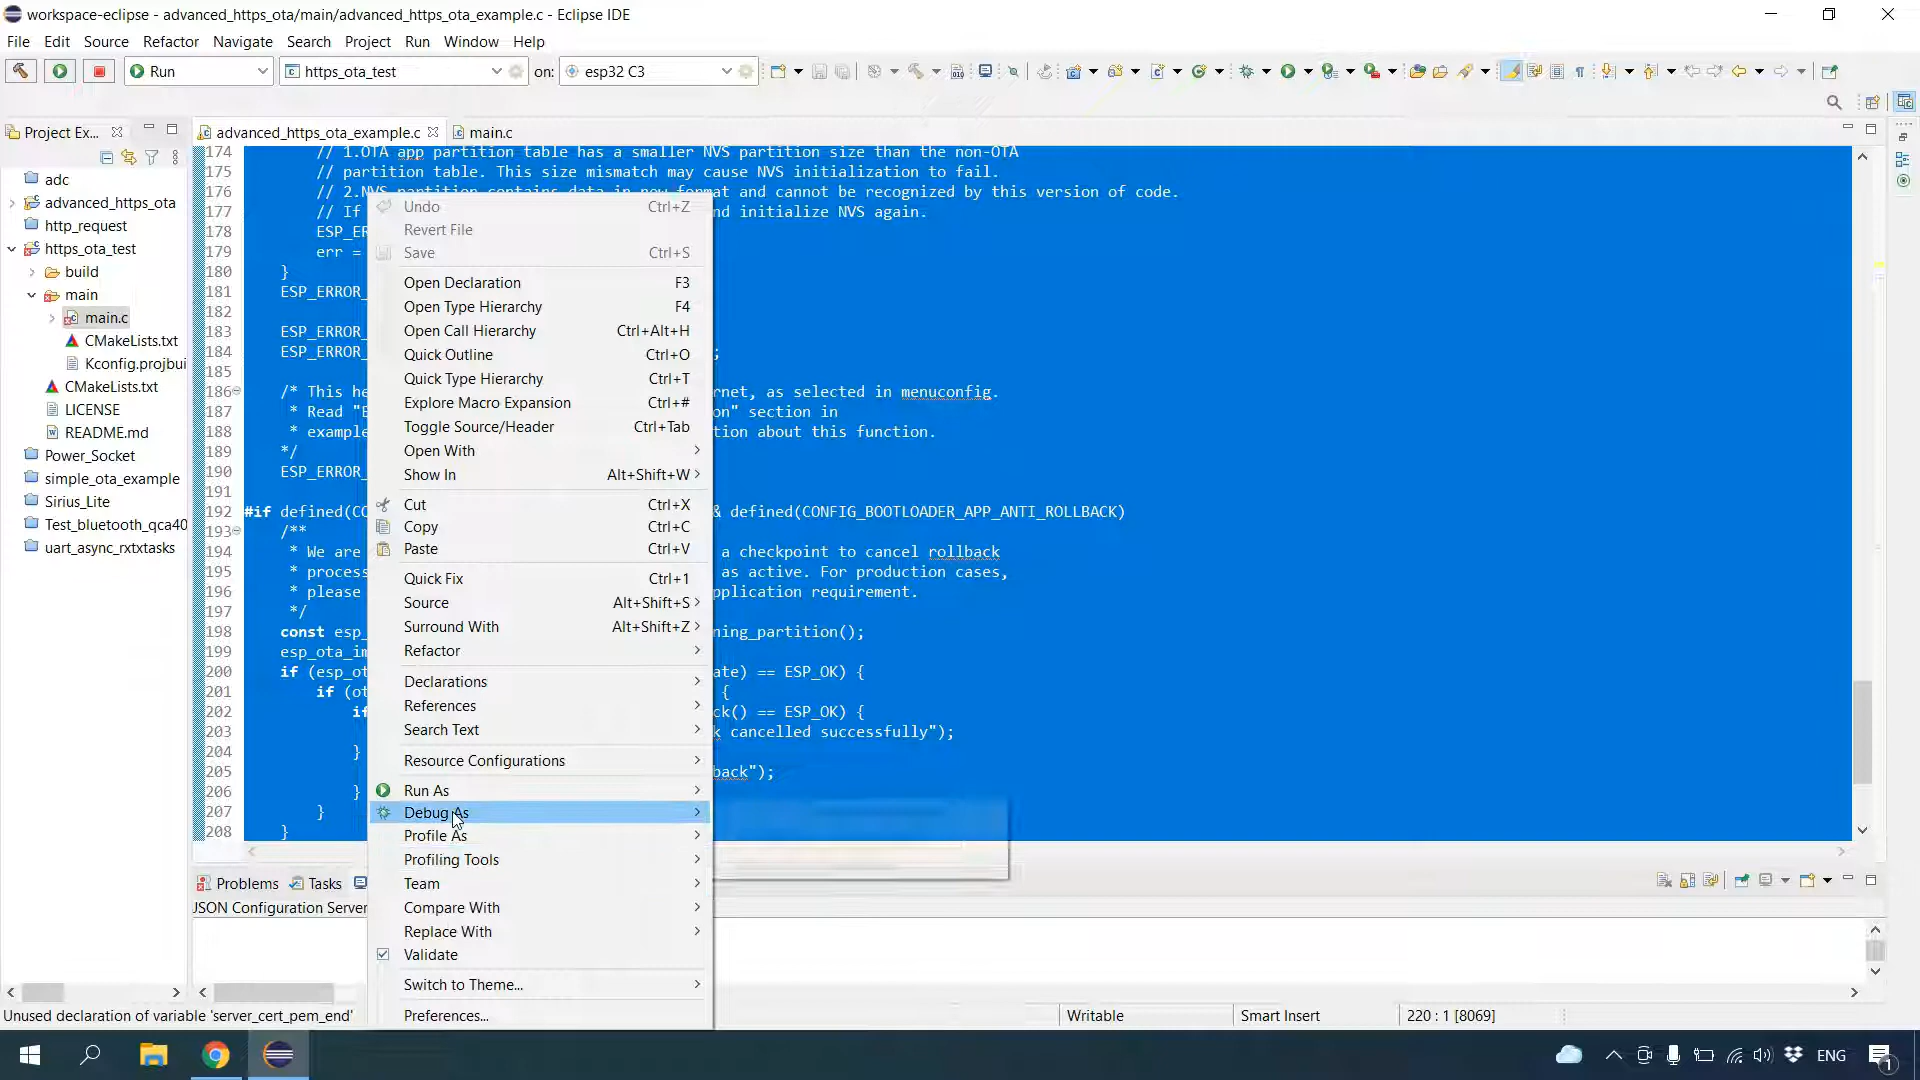 workspace-eclipse - advanced_https_ota/main/advanced_https_ota_example.c - Eclipse IDE
File Edit Source Refactor Navigate Search Project Run Window Help
Run https_ota_test on: esp32 C3
Project Ex... advanced_https_ota_example.c main.c
adc
advanced_https_ota
http_request
https_ota_test
build
main
main.c
CMakeLists.txt
Kconfig.projbui
CMakeLists.txt
LICENSE
README.md
Power_Socket
simple_ota_example
Sirius_Lite
Test_bluetooth_qca40
uart_async_rxtxtasks
174 // 1.OTA app partition table has a smaller NVS partition size than the non-OTA
175 // partition table. This size mismatch may cause NVS initialization to fail.
176 // 2.NVS partition contains data in new format and cannot be recognized by this version of code.
177 // If nd initialize NVS again.
178 ESP_ER
179 err =
180 }
181 ESP_ERROR_
182
183 ESP_ERROR_
184 ESP_ERROR_ ;
185
186 /* This he rnet, as selected in menuconfig.
187 * Read "E on" section in
188 * example tion about this function.
189 */
190 ESP_ERROR_
191
192 #if defined(CO & defined(CONFIG_BOOTLOADER_APP_ANTI_ROLLBACK)
193 /**
194 * We are a checkpoint to cancel rollback
195 * process as active. For production cases,
196 * please pplication requirement.
197 */
198 const esp_ ning_partition();
199 esp_ota_im
200 if (esp_ot ate) == ESP_OK) {
201 if (ot {
202 if ck() == ESP_OK) {
203 k cancelled successfully");
204 }
205 back");
206 }
207 }
208 }
Undo Ctrl+Z
Revert File
Save Ctrl+S
Open Declaration F3
Open Type Hierarchy F4
Open Call Hierarchy Ctrl+Alt+H
Quick Outline Ctrl+O
Quick Type Hierarchy Ctrl+T
Explore Macro Expansion Ctrl+#
Toggle Source/Header Ctrl+Tab
Open With
Show In Alt+Shift+W
Cut Ctrl+X
Copy Ctrl+C
Paste Ctrl+V
Quick Fix Ctrl+1
Source Alt+Shift+S
Surround With Alt+Shift+Z
Refactor
Declarations
References
Search Text
Resource Configurations
Run As
Debug As
Profile As
Profiling Tools
Team
Compare With
Replace With
Validate
Switch to Theme...
Preferences...
Problems Tasks
JSON Configuration Server
Unused declaration of variable 'server_cert_pem_end' Writable Smart Insert 220 : 1 [8069]
ENG 1